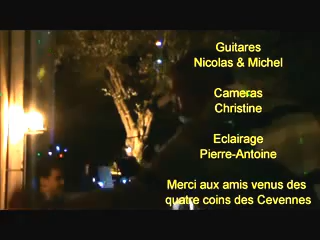 Guitares
Nicolas & Michel
Cameras
Christine
Eclairage
Pierre-Antoine
Merci aux amis venus des
quatre coins des Cevennes